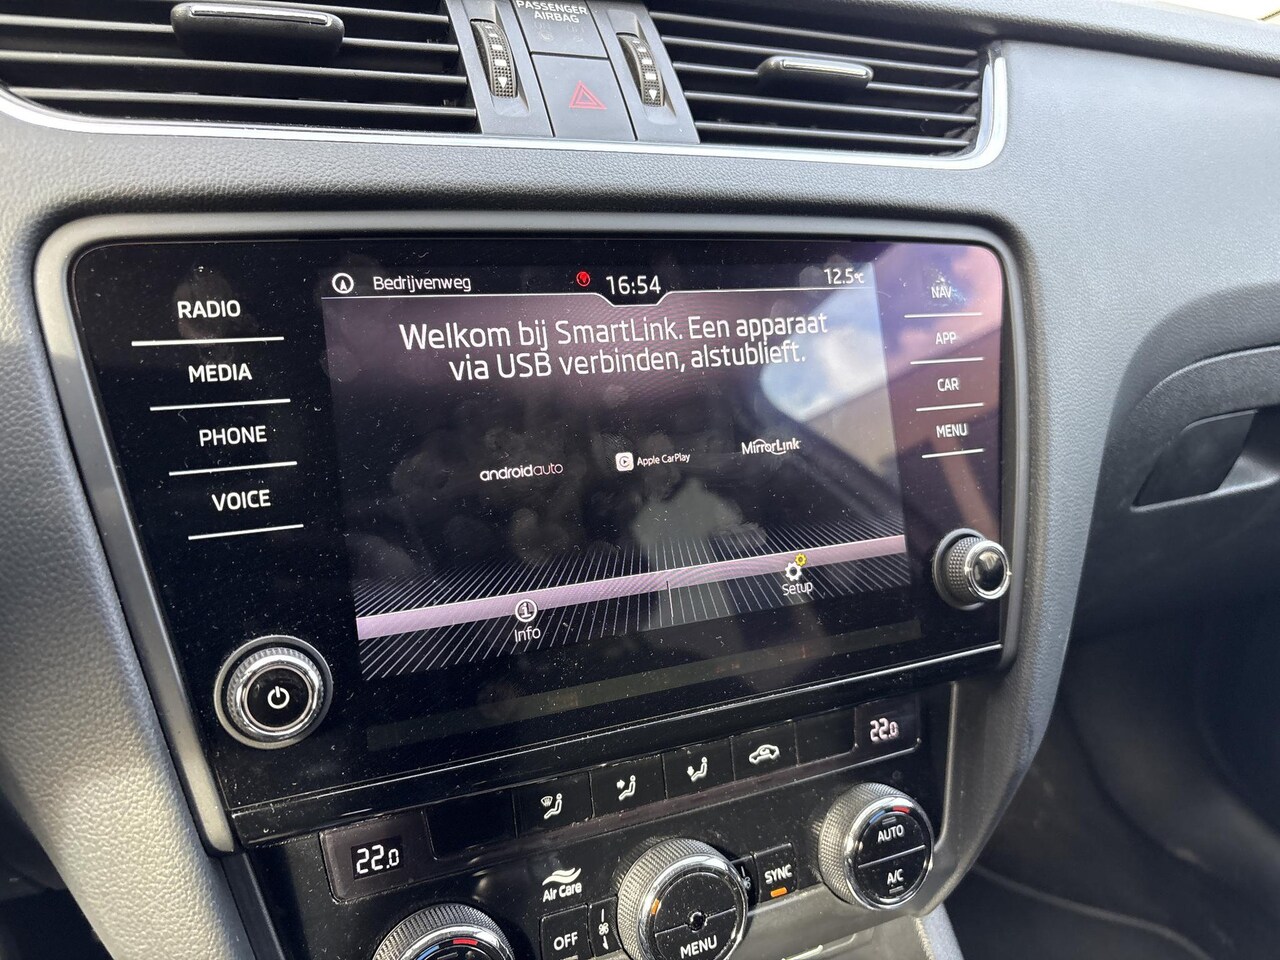 PASSENGER
AIRBAG
Bedrijvenweg
16:54
12.5°C
RADIO
MEDIA
PHONE
VOICE
NAV
APP
CAR
MENU
Welkom bij SmartLink. Een apparaat
via USB verbinden, alstublieft.
androidauto
Apple CarPlay
MirrorLink
Info
Setup
22.0
22.0
Air Care
OFF
MENU
SYNC
AUTO
A/C